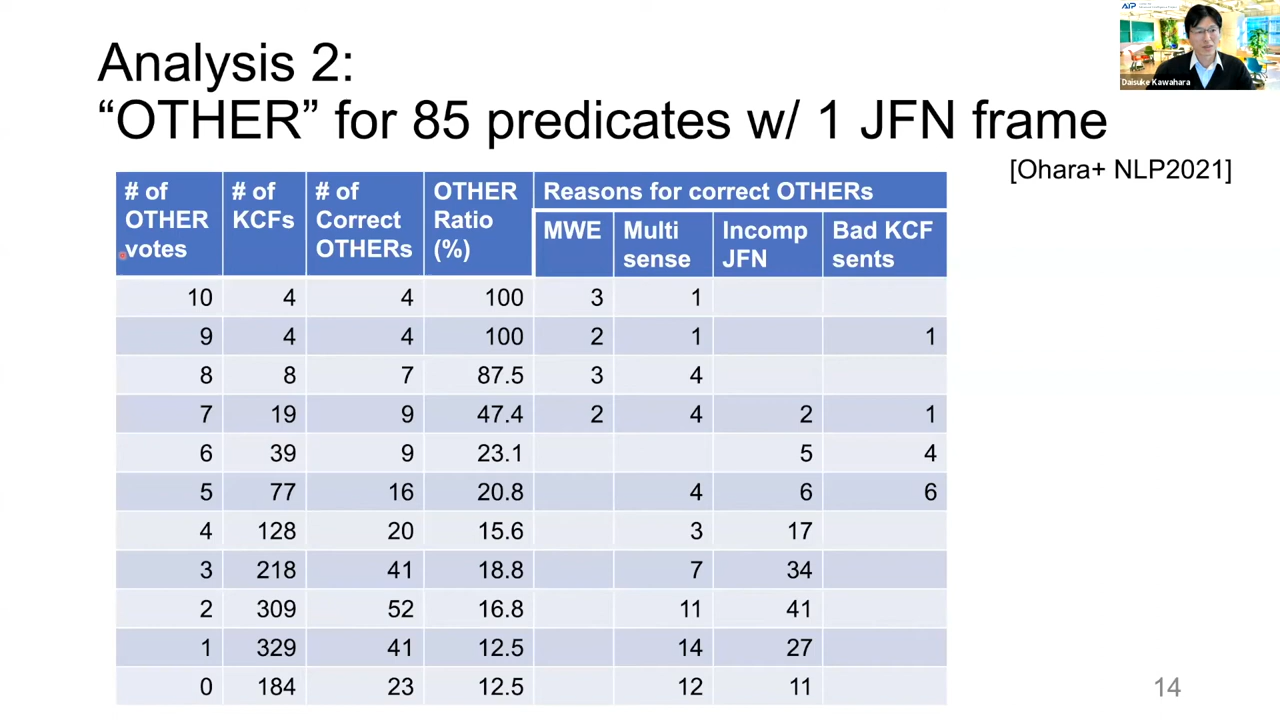 AIP
Daisuke Kawahara
Analysis 2:
“OTHER” for 85 predicates w/ 1 JFN frame
[Ohara+ NLP2021]
# of OTHER votes # of KCFs # of Correct OTHERs OTHER Ratio (%) Reasons for correct OTHERs
MWE Multi sense Incomp JFN Bad KCF sents
10 4 4 100 3 1
9 4 4 100 2 1 1
8 8 7 87.5 3 4
7 19 9 47.4 2 4 2 1
6 39 9 23.1 5 4
5 77 16 20.8 4 6 6
4 128 20 15.6 3 17
3 218 41 18.8 7 34
2 309 52 16.8 11 41
1 329 41 12.5 14 27
0 184 23 12.5 12 11
14